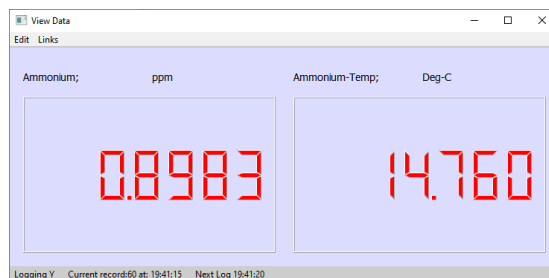 View Data
Edit Links
Ammonium; ppm Ammonium-Temp; Deg-C
0.8983 14.760
Logging Y Current record:60 at: 19:41:15 Next Log 19:41:20